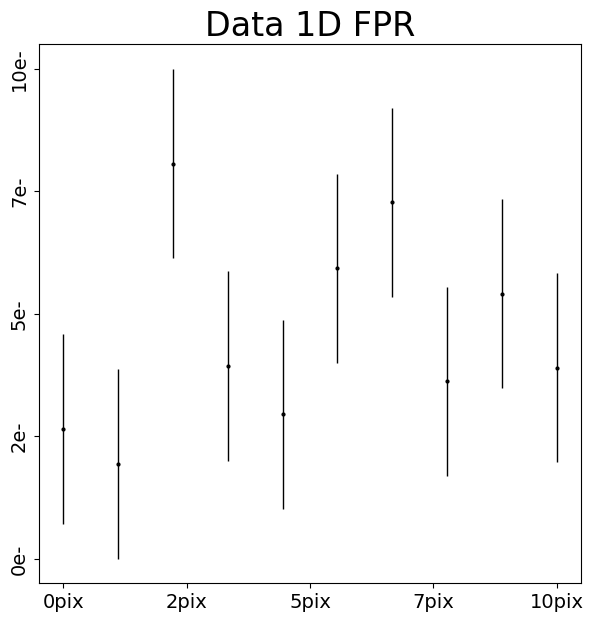 Data 1D FPR
10e-
7e-
5e-
2e-
0e-
0pix 2pix 5pix 7pix 10pix